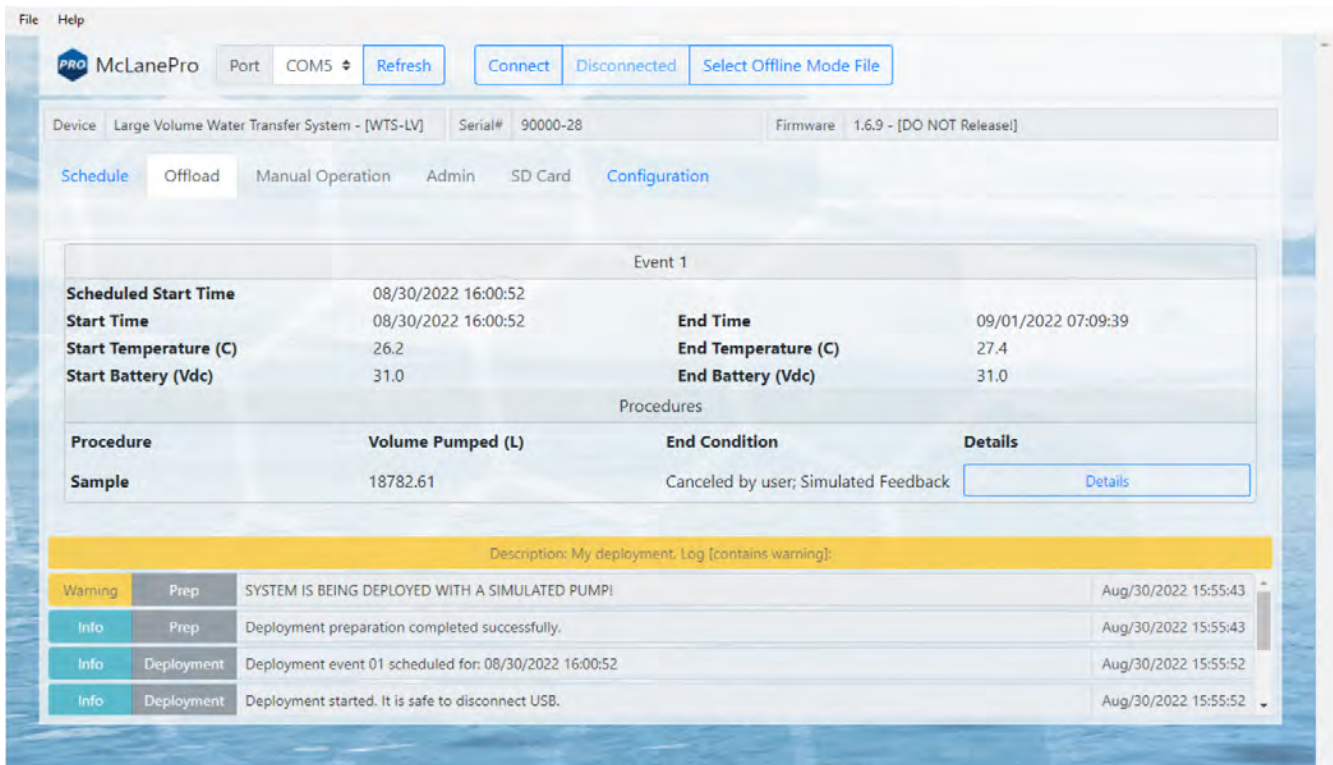 File Help
PRO McLanePro Port COM5 Refresh Connect Disconnected Select Offline Mode File
Device Large Volume Water Transfer System - [WTS-LV] Serial# 90000-28 Firmware 1.6.9 - [DO NOT Release!]
Schedule Offload Manual Operation Admin SD Card Configuration
Event 1
Scheduled Start Time 08/30/2022 16:00:52
Start Time 08/30/2022 16:00:52 End Time 09/01/2022 07:09:39
Start Temperature (C) 26.2 End Temperature (C) 27.4
Start Battery (Vdc) 31.0 End Battery (Vdc) 31.0
Procedures
Procedure Volume Pumped (L) End Condition Details
Sample 18782.61 Canceled by user; Simulated Feedback Details
Description: My deployment. Log [contains warning]:
Warning Prep SYSTEM IS BEING DEPLOYED WITH A SIMULATED PUMP! Aug/30/2022 15:55:43
Info Prep Deployment preparation completed successfully. Aug/30/2022 15:55:43
Info Deployment Deployment event 01 scheduled for: 08/30/2022 16:00:52 Aug/30/2022 15:55:52
Info Deployment Deployment started. It is safe to disconnect USB. Aug/30/2022 15:55:52